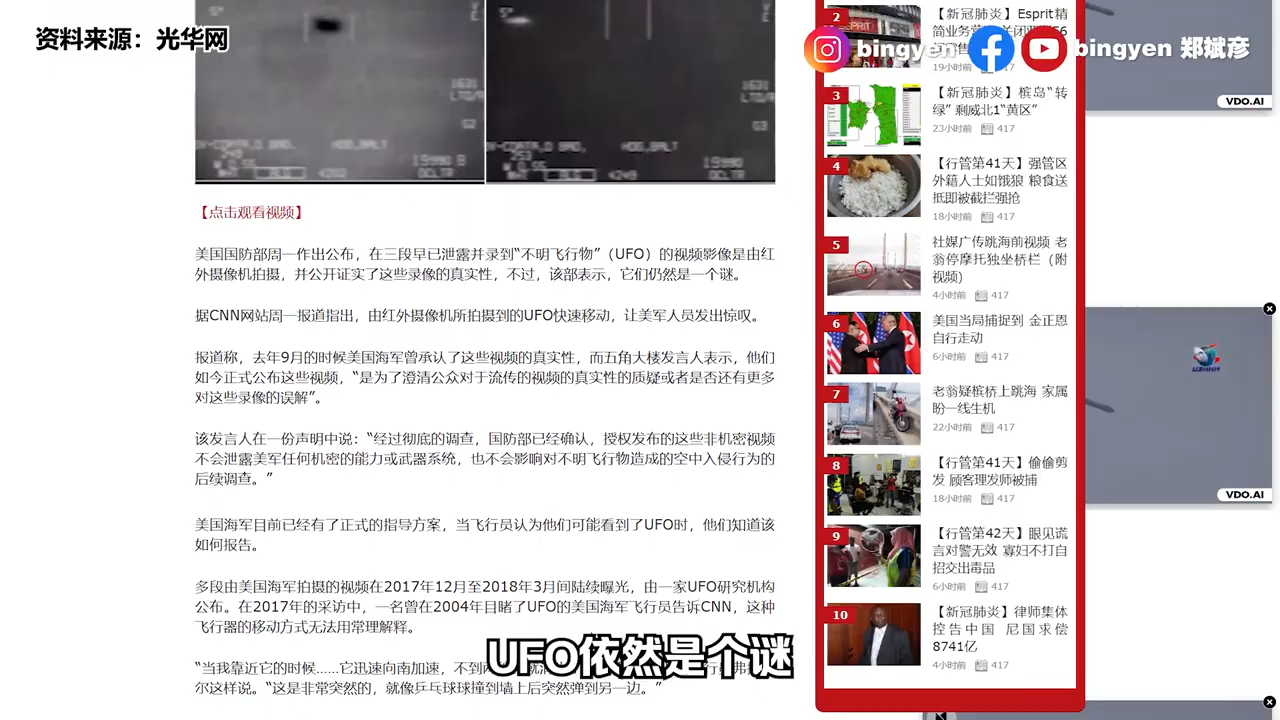 资料来源：光华网
【点击观看视频】
美国国防部周一作出公布，在三段早已泄露并录到“不明飞行物”（UFO）的视频影像是由红
外摄像机拍摄，并公开证实了这些录像的真实性，不过，该部表示，它们仍然是一个谜。
据CNN网站周一报道指出，由红外摄像机所拍摄到的UFO快速移动，让美军人员发出惊叹。
报道称，去年9月的时候美国海军曾承认了这些视频的真实性，而五角大楼发言人表示，他们
如今正式公布这些视频，“是为了澄清公众对于流传的视频的真实性的质疑或者是否还有更多
对这些录像的误解”。
该发言人在一份声明中说：“经过彻底的调查，国防部已经确认，授权发布的这些非机密视频
不会泄露美军任何机密的能力或武器系统，也不会影响对不明飞行物造成的空中入侵行为的
后续调查。”
美国海军目前已经有了正式的指导方案，当飞行员认为他们可能看到了UFO时，他们知道该
如何报告。
多段由美国海军拍摄的视频在2017年12月至2018年3月间陆续曝光，由一家UFO研究机构
公布。在2017年的采访中，一名曾在2004年目睹了UFO的美国海军飞行员告诉CNN，这种
飞行器的移动方式无法用常理解释。
“当我靠近它的时候……它迅速向南加速，不到两
尔这样说。“这是非常突然的，就像乒乓球球撞到墙上后突然弹到另一边。”
UFO依然是个谜
bingyen
bingyen 郑斌彦
2
【新冠肺炎】Esprit精
简业务
19小时前
417
3
【新冠肺炎】槟岛“转
绿” 剩威北1“黄区”
23小时前 417
4
【行管第41天】强管区
外籍人士如饿狼 粮食送
抵即被截拦强抢
18小时前 417
5
社媒广传跳海前视频 老
翁停摩托独坐桥栏（附
视频）
4小时前 417
6
美国当局捕捉到 金正恩
自行走动
6小时前 417
7
老翁疑槟桥上跳海 家属
盼一线生机
22小时前 417
8
【行管第41天】偷偷剪
发 顾客理发师被捕
18小时前 417
9
【行管第42天】眼见谎
言对警无效 寡妇不打自
招交出毒品
6小时前 417
10
【新冠肺炎】律师集体
控告中国 尼国求偿
8741亿
4小时前 417
VDO.AI
VDO.AI